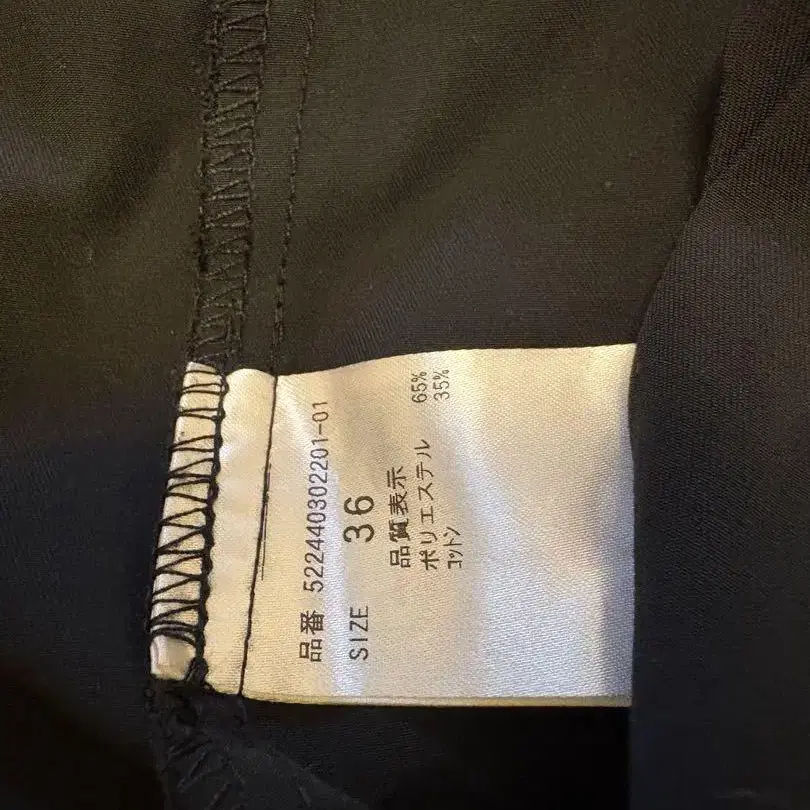 品番 522440302201-01
SIZE 36
品質表示
ポリエステル 65%
コットン 35%